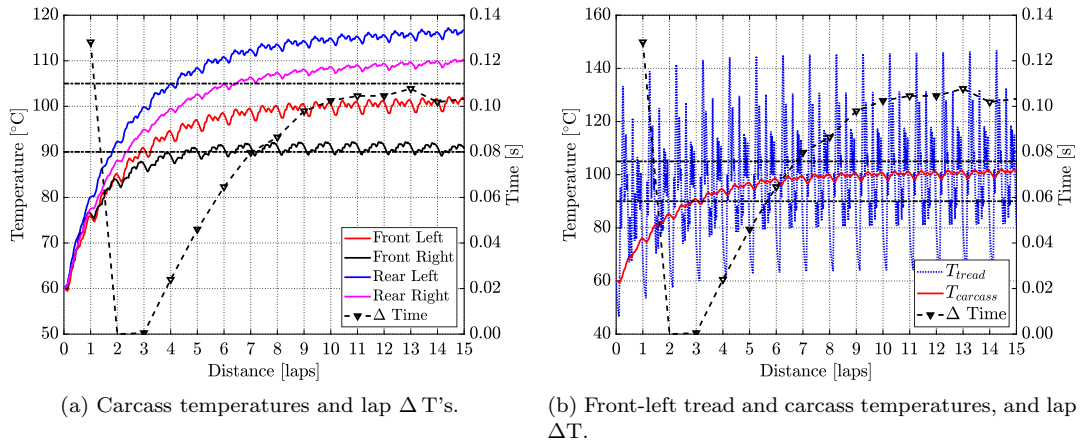 120
110
100
90
80
70
60
50
Temperature [°C]
0 1 2 3 4 5 6 7 8 9 10 11 12 13 14 15
Distance [laps]
0.14
0.12
0.10
0.08
0.06
0.04
0.02
0.00
Time [s]
Front Left
Front Right
Rear Left
Rear Right
Δ Time
(a) Carcass temperatures and lap Δ T's.
160
140
120
100
80
60
40
Temperature [°C]
0 1 2 3 4 5 6 7 8 9 10 11 12 13 14 15
Distance [laps]
0.14
0.12
0.10
0.08
0.06
0.04
0.02
0.00
Time [s]
T_tread
T_carcass
Δ Time
(b) Front-left tread and carcass temperatures, and lap
ΔT.